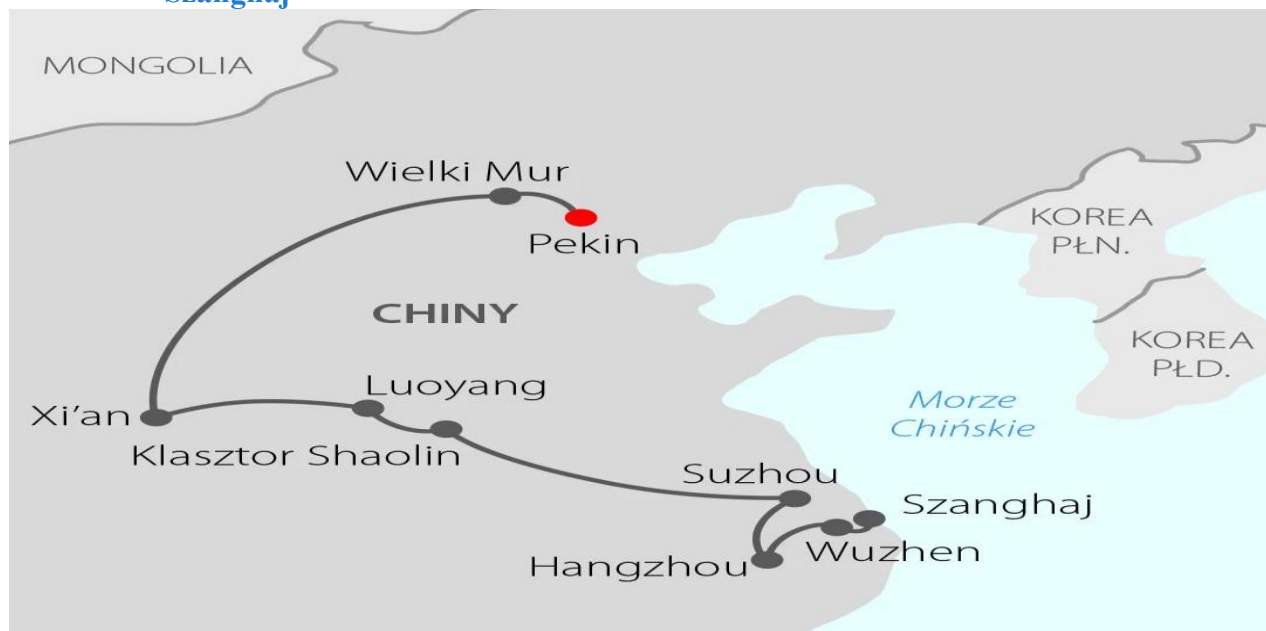 Szanghaj
MONGOLIA
Wielki Mur
Pekin
KOREA
PŁN.
CHINY
KOREA
PŁD.
Luoyang
Xi'an
Klasztor Shaolin
Morze
Chińskie
Suzhou
Szanghaj
Wuzhen
Hangzhou